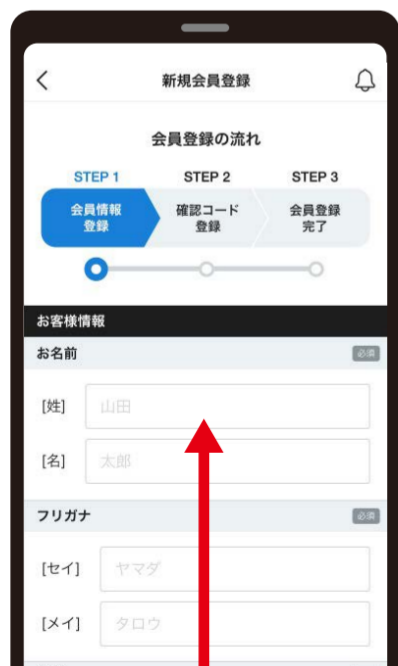 新規会員登録
会員登録の流れ
STEP 1 STEP 2 STEP 3
会員情報
登録
確認コード
登録
会員登録
完了
お客様情報
お名前 必須
[姓] 山田
[名] 太郎
フリガナ 必須
[セイ] ヤマダ
[メイ] タロウ